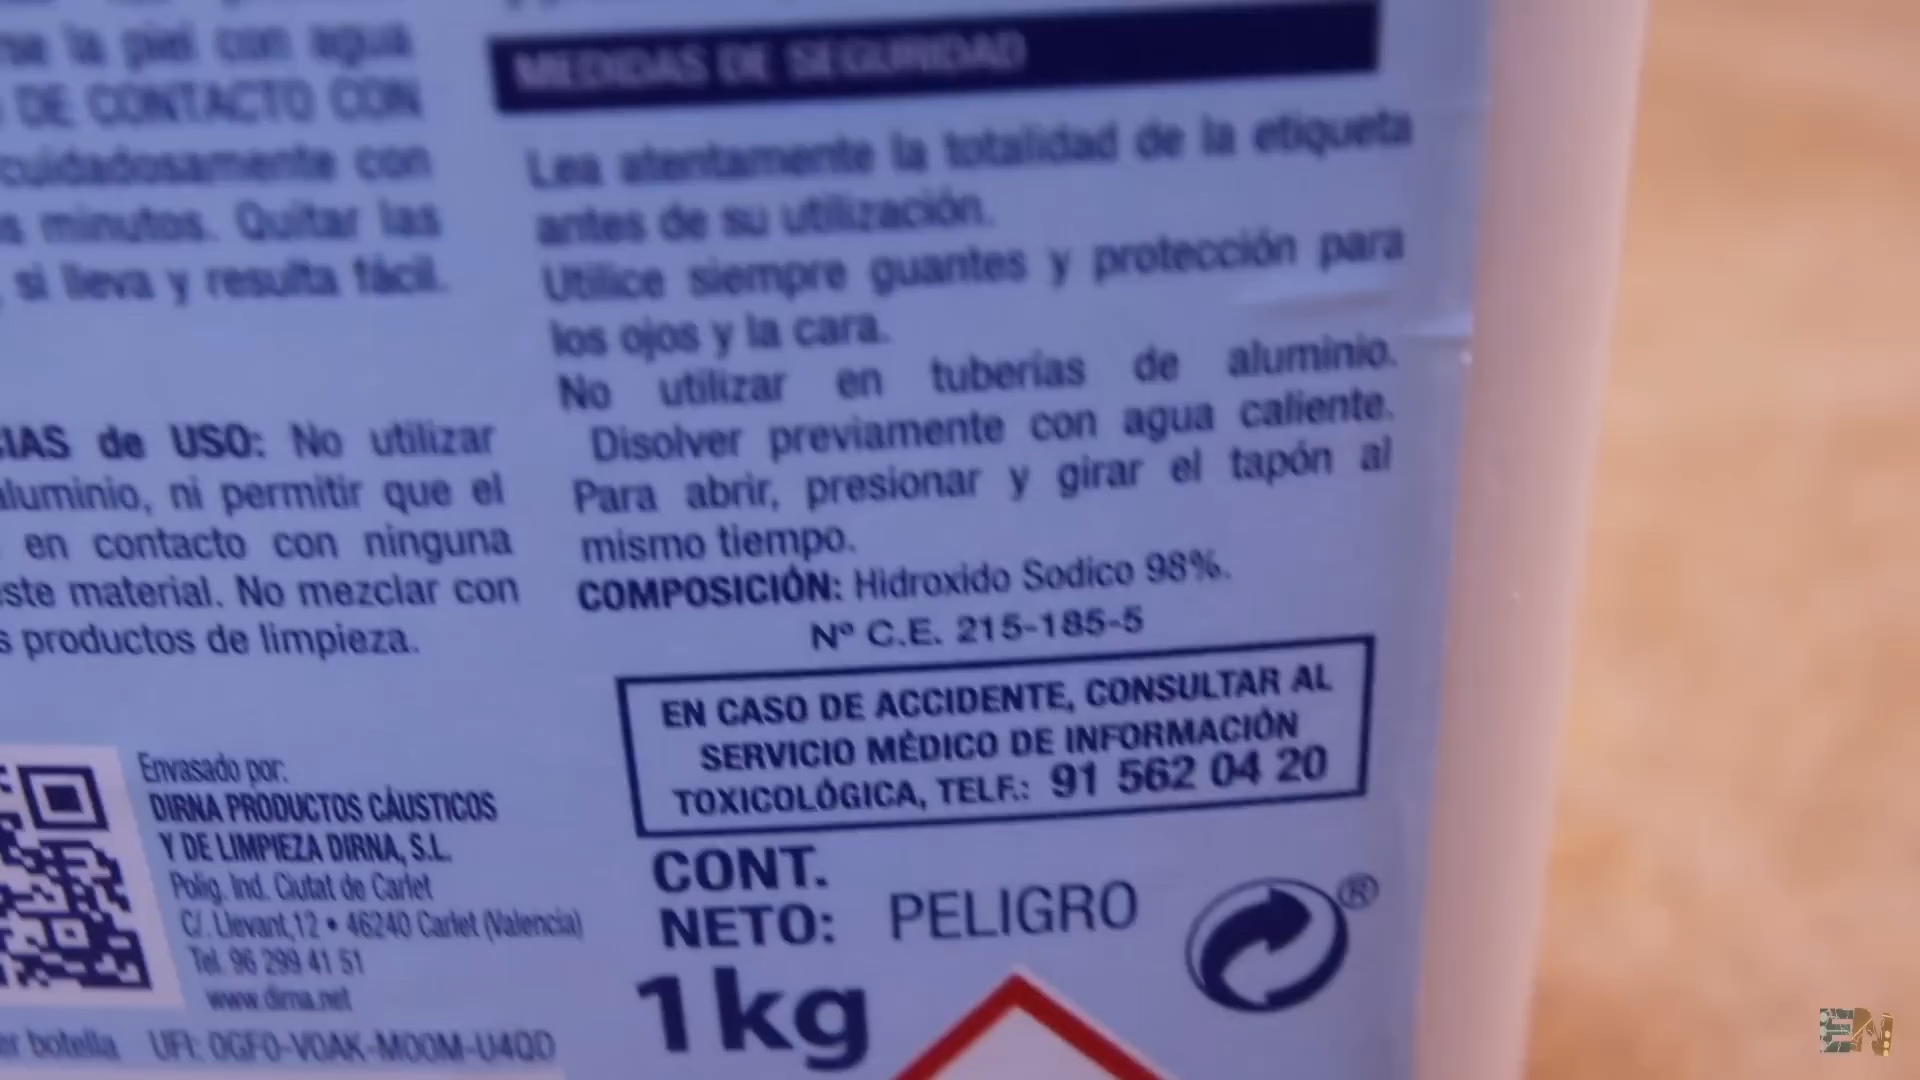 se la piel con agua
DE CONTACTO CON
cuidadosamente con
s minutos. Quitar las
, si lleva y resulta fácil.
CIAS de USO: No utilizar
aluminio, ni permitir que el
en contacto con ninguna
este material. No mezclar con
s productos de limpieza.
Envasado por:
DIRNA PRODUCTOS CÁUSTICOS
Y DE LIMPIEZA DIRNA, S.L.
Polig. Ind. Ciutat de Carlet
C/. Llevant,12 • 46240 Carlet (Valencia)
Tel. 96 299 41 51
www.dirna.net
er botella UFI: 0GF0-V0AK-M00M-U4QD
MEDIDAS DE SEGURIDAD
Lea atentamente la totalidad de la etiqueta
antes de su utilización.
Utilice siempre guantes y protección para
los ojos y la cara.
No utilizar en tuberías de aluminio.
Disolver previamente con agua caliente.
Para abrir, presionar y girar el tapón al
mismo tiempo.
COMPOSICIÓN: Hidroxido Sodico 98%.
Nº C.E. 215-185-5
EN CASO DE ACCIDENTE, CONSULTAR AL
SERVICIO MÉDICO DE INFORMACIÓN
TOXICOLÓGICA, TELF.: 91 562 04 20
CONT.
NETO: PELIGRO
1kg
®
EN